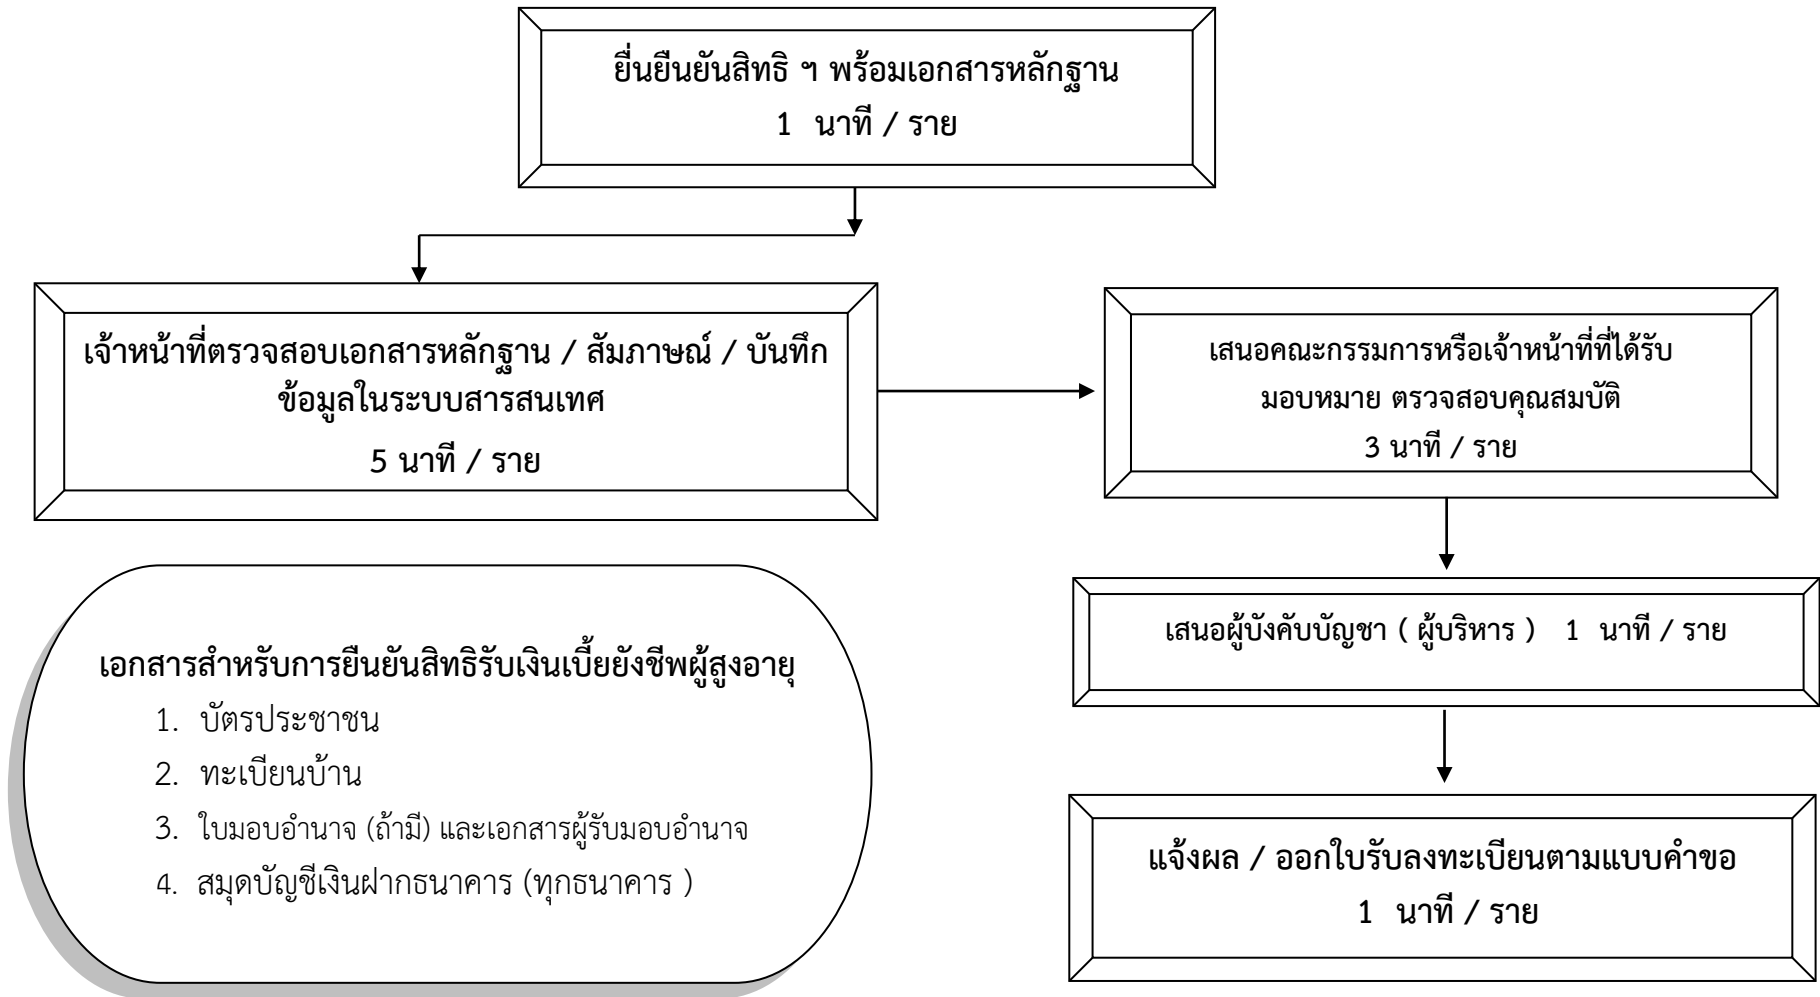 ยื่นยืนยันสิทธิ ฯ พร้อมเอกสารหลักฐาน
1 นาที / ราย
เจ้าหน้าที่ตรวจสอบเอกสารหลักฐาน / สัมภาษณ์ / บันทึก
ข้อมูลในระบบสารสนเทศ
5 นาที / ราย
เสนอคณะกรรมการหรือเจ้าหน้าที่ที่ได้รับ
มอบหมาย ตรวจสอบคุณสมบัติ
3 นาที / ราย
เสนอผู้บังคับบัญชา ( ผู้บริหาร ) 1 นาที / ราย
แจ้งผล / ออกใบรับลงทะเบียนตามแบบคำขอ
1 นาที / ราย
เอกสารสำหรับการยืนยันสิทธิรับเงินเบี้ยยังชีพผู้สูงอายุ
1. บัตรประชาชน
2. ทะเบียนบ้าน
3. ใบมอบอำนาจ (ถ้ามี) และเอกสารผู้รับมอบอำนาจ
4. สมุดบัญชีเงินฝากธนาคาร (ทุกธนาคาร )